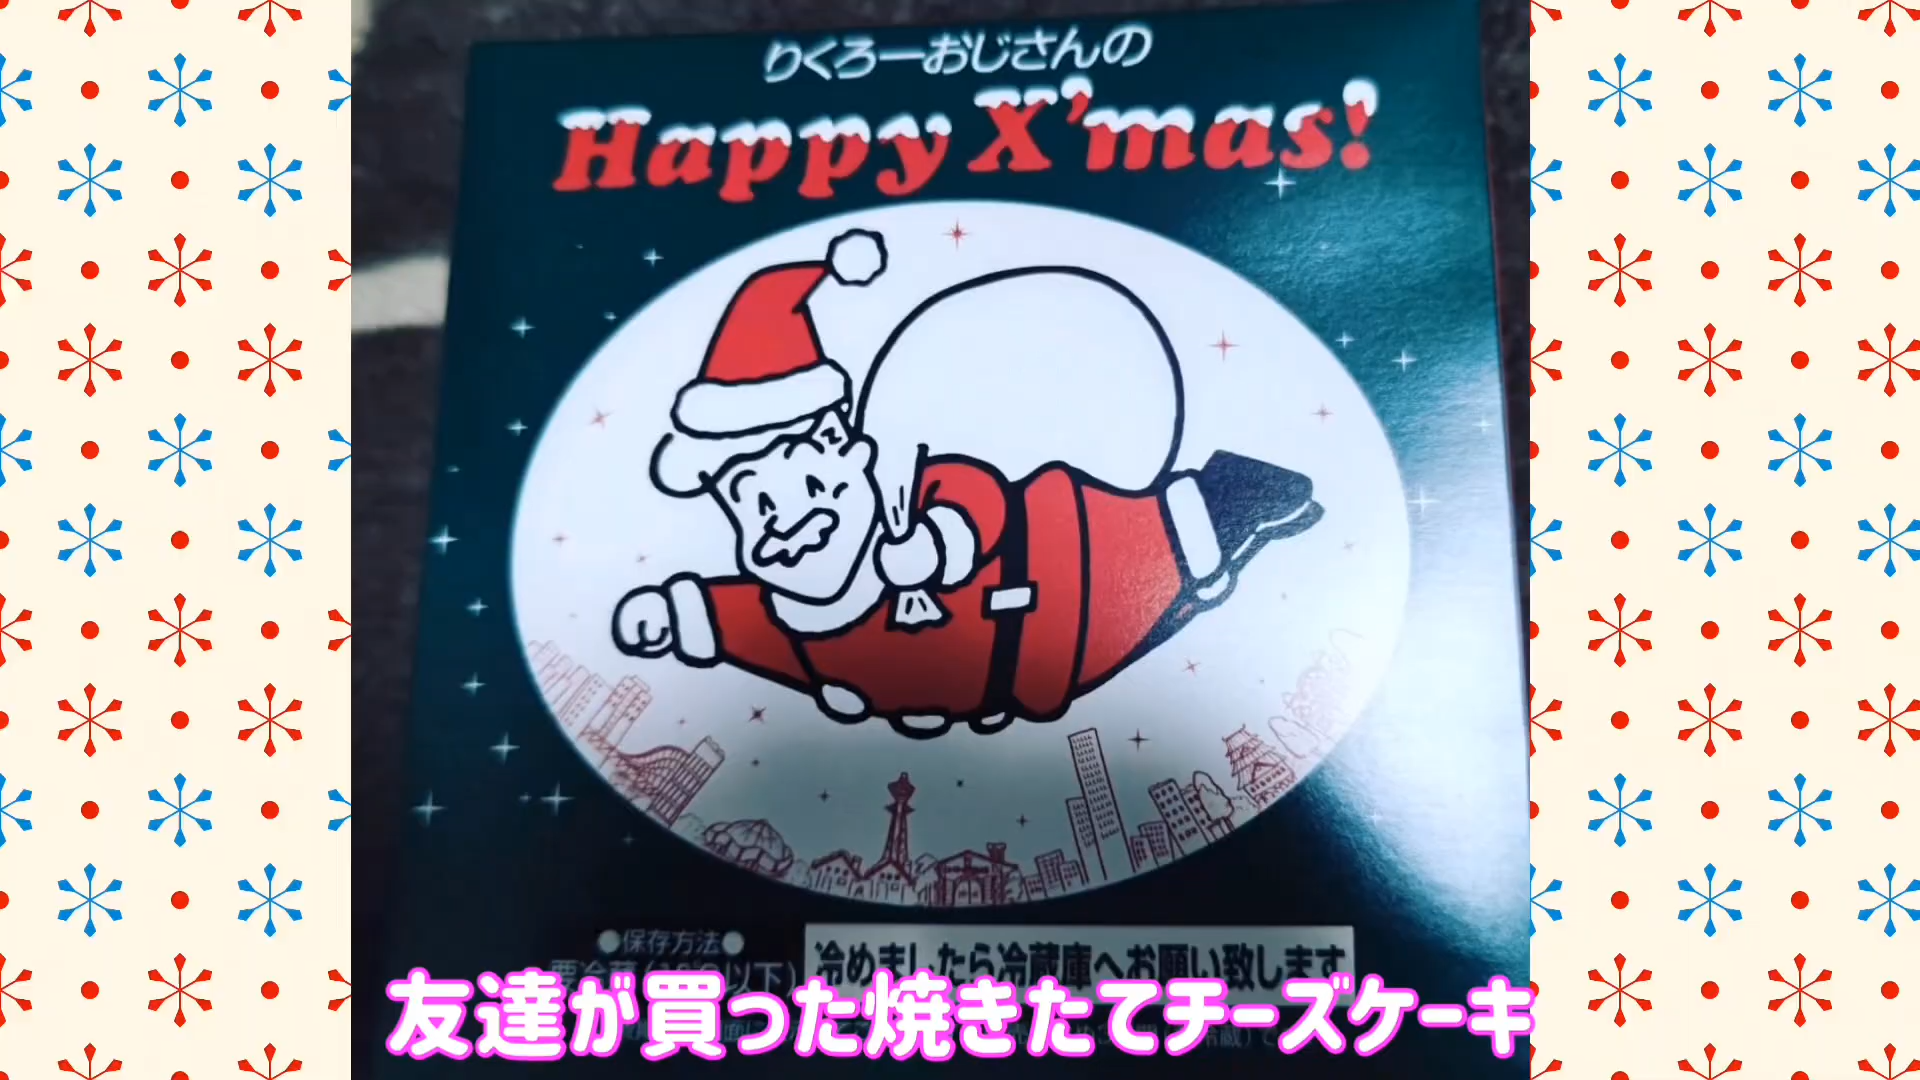 りくろーおじさんの
Happy X'mas!
●保存方法●
冷めましたら冷蔵庫へお願い致します
友達が買った焼きたてチーズケーキ